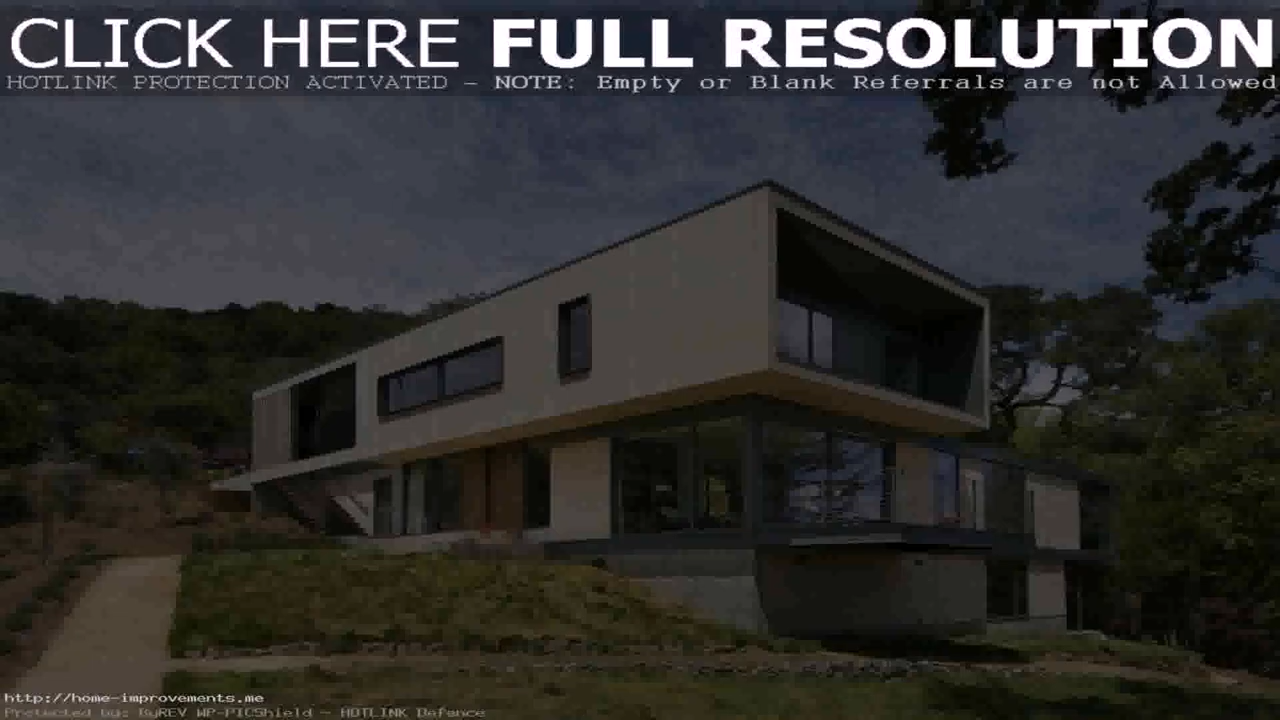 CLICK HERE FULL RESOLUTION
HOTLINK PROTECTION ACTIVATED - NOTE: Empty or Blank Referrals are not Allowed
http://home-improvements.me
Protected by: ByREV WP-PICShield - HOTLINK Defence